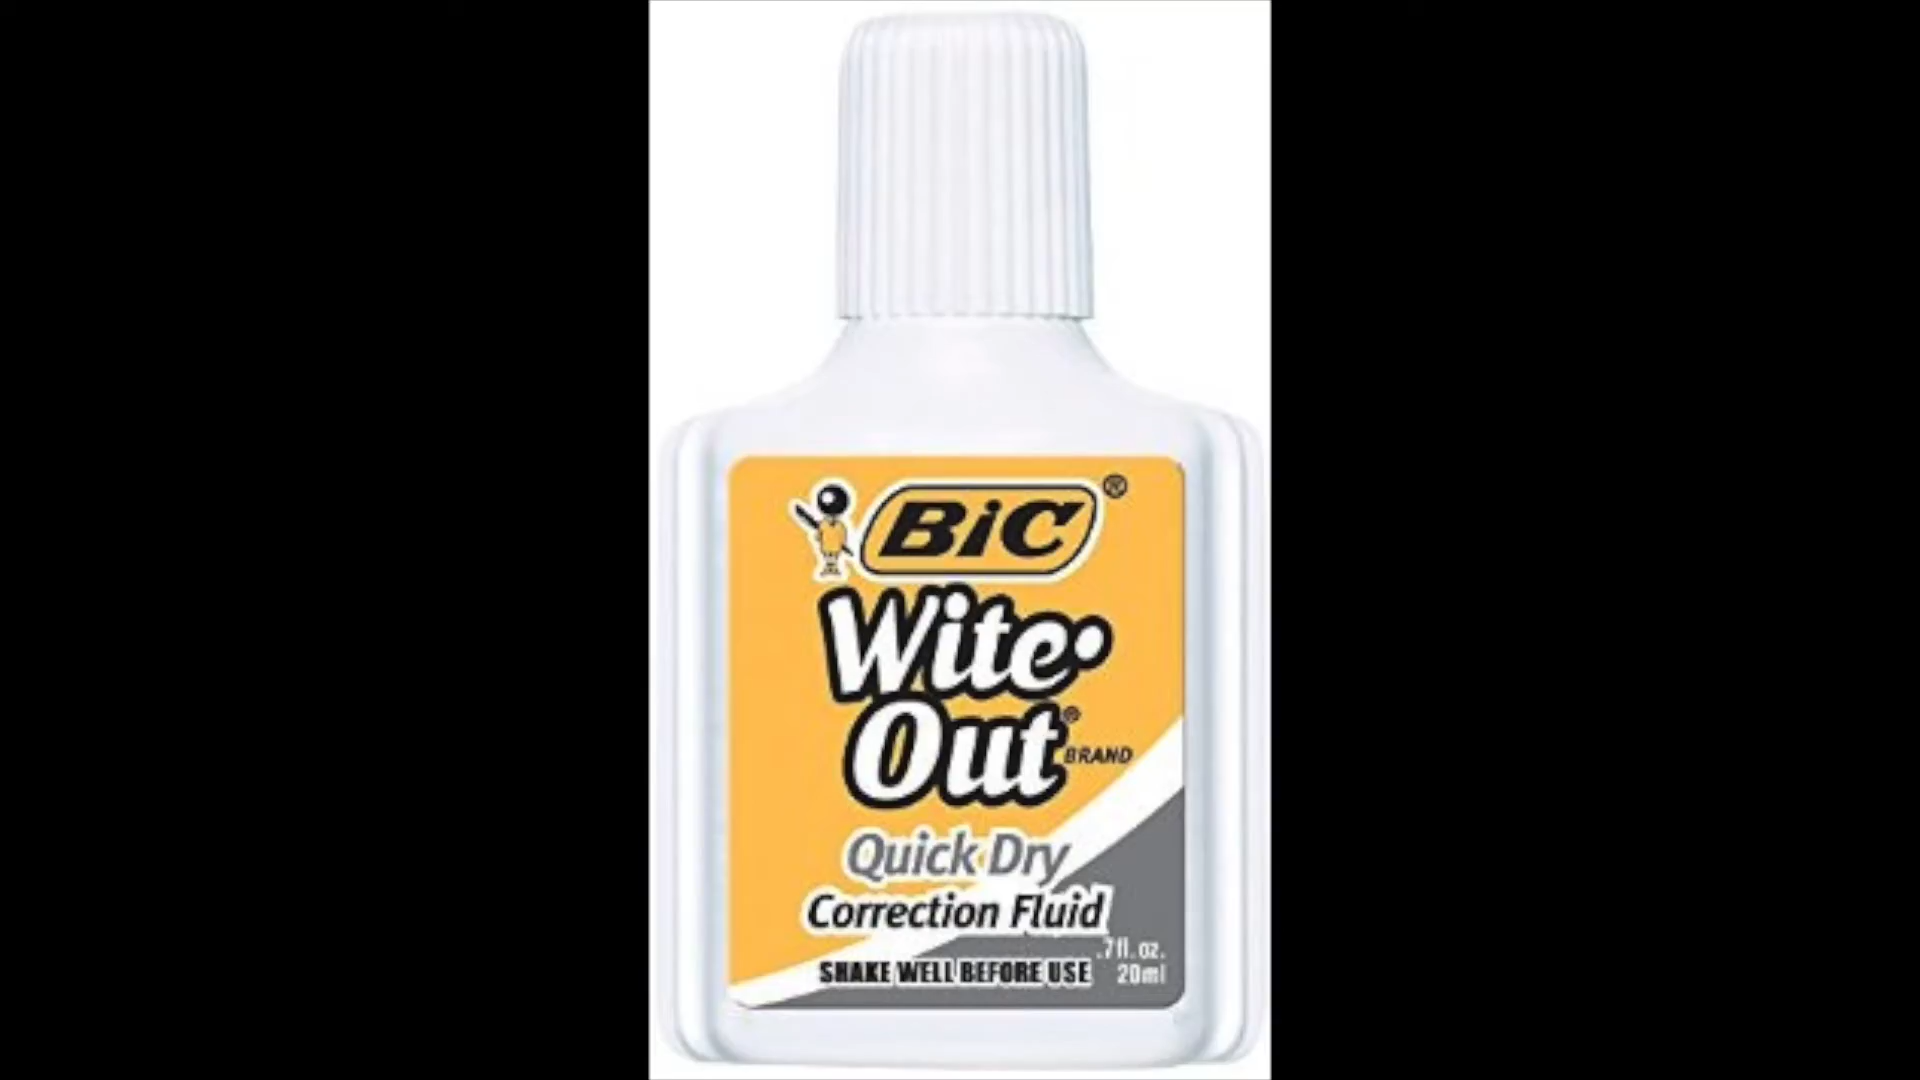 BiC®
Wite•
Out® BRAND
Quick Dry
Correction Fluid
.7fl. oz.
SHAKE WELL BEFORE USE 20ml